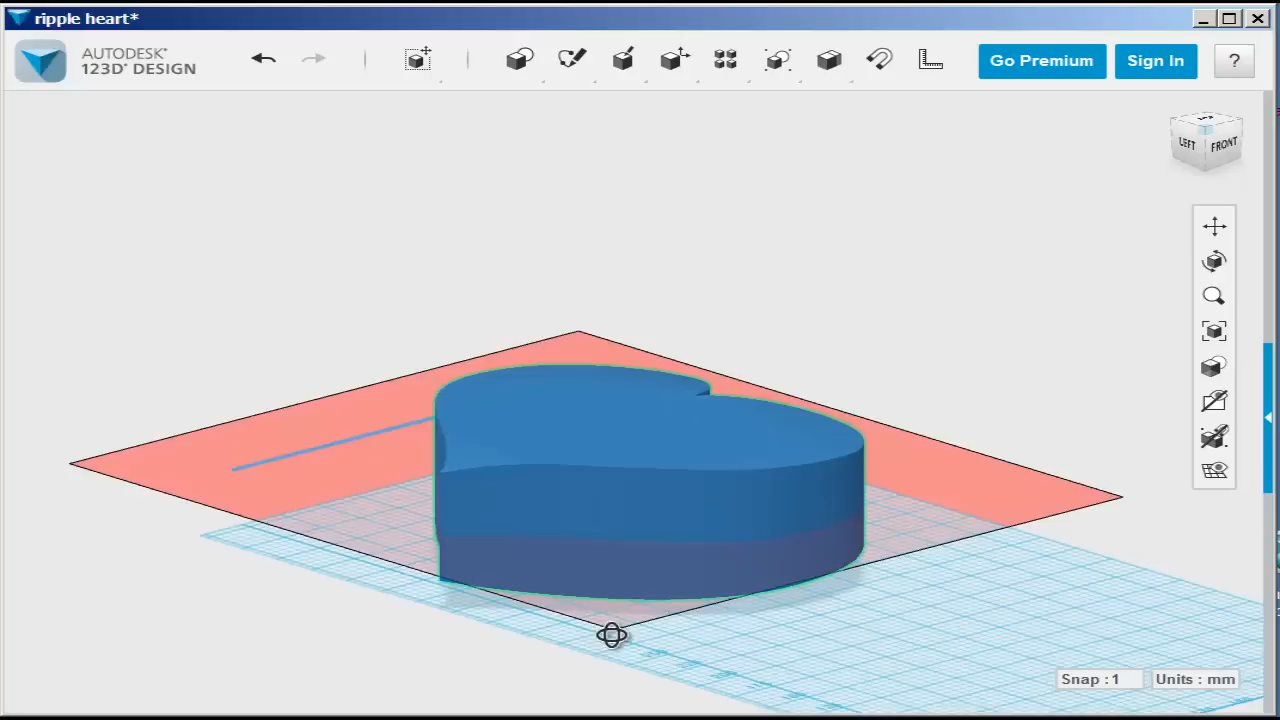 ripple heart*
AUTODESK®
123D® DESIGN
Go Premium
Sign In
?
LEFT
FRONT
Snap : 1
Units : mm